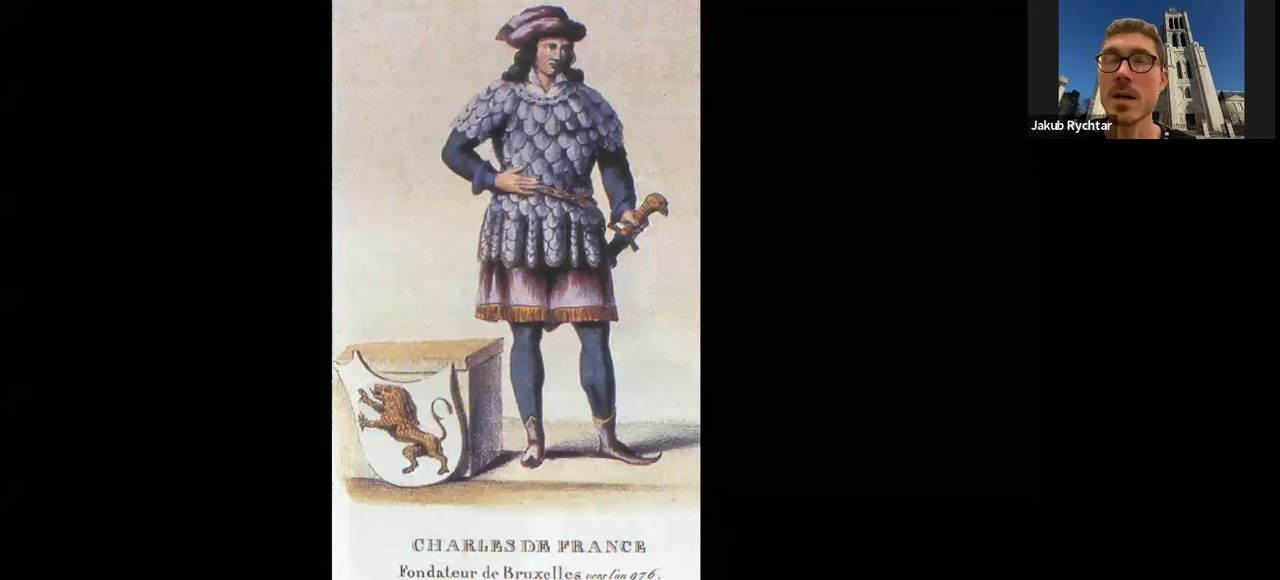 Jakub Rychtar
CHARLES DE FRANCE
Fondateur de Bruxelles vers l'an 976.